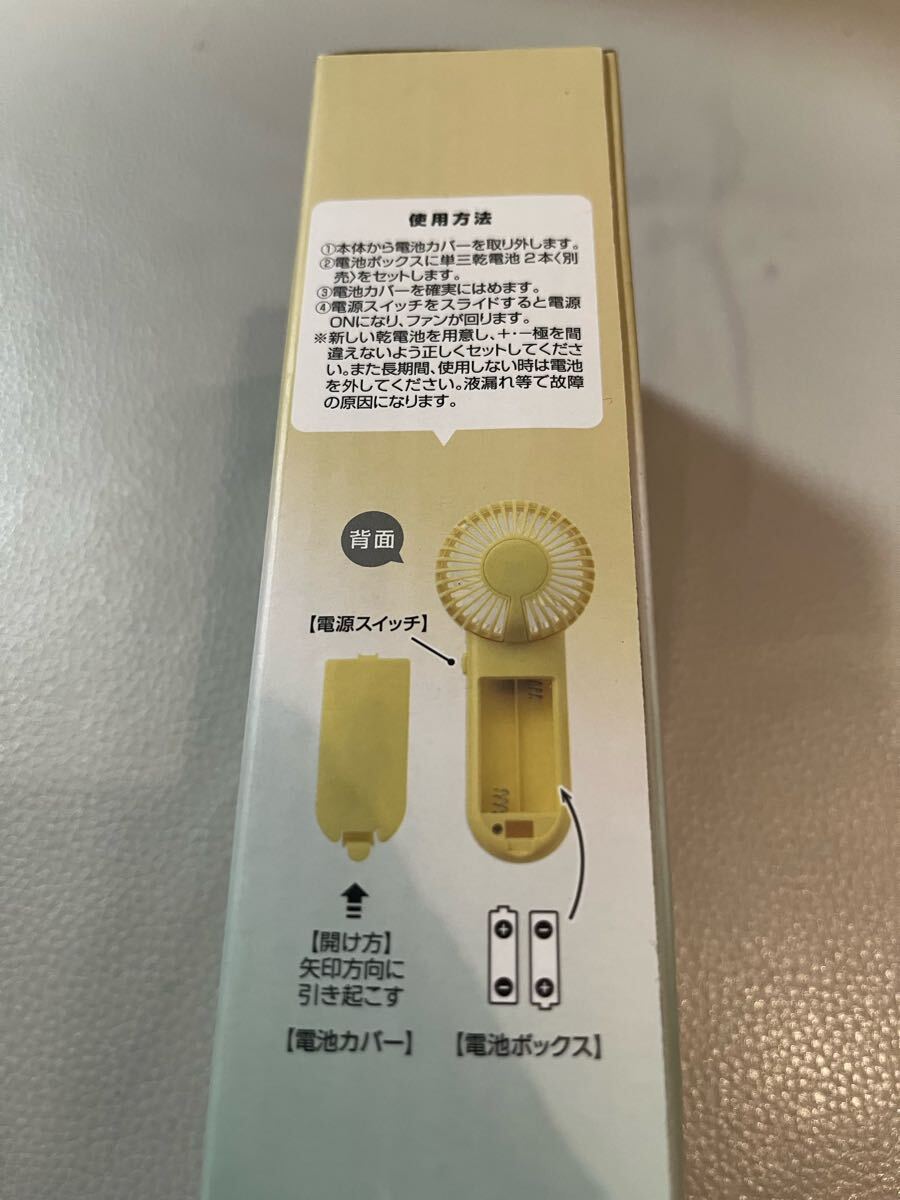 使用方法
①本体から電池カバーを取り外します。
②電池ボックスに単三乾電池2本〈別
売〉をセットします。
③電池カバーを確実にはめます。
④電源スイッチをスライドすると電源
ONになり、ファンが回ります。
※新しい乾電池を用意し、＋・－極を間
違えないよう正しくセットしてくださ
い。また長期間、使用しない時は電池
を外してください。液漏れ等で故障
の原因になります。
背面
【電源スイッチ】
【開け方】
矢印方向に
引き起こす
【電池カバー】
＋ －
－ ＋
【電池ボックス】